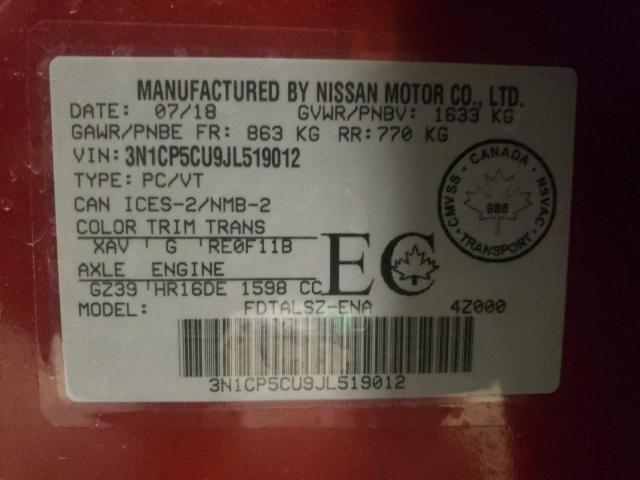 MANUFACTURED BY NISSAN MOTOR CO., LTD.
DATE: 07/18 GVWR/PNBV: 1633 KG
GAWR/PNBE FR: 863 KG RR: 770 KG
VIN: 3N1CP5CU9JL519012
TYPE: PC/VT
CAN ICES-2/NMB-2
COLOR TRIM TRANS
XAV ' G ' RE0F11B
AXLE ENGINE
GZ39 ' HR16DE 1598 CC
EC
MODEL: FDTALSZ-ENA 4Z000
3N1CP5CU9JL519012
CANADA
CMVSS - NSVAC
TRANSPORT